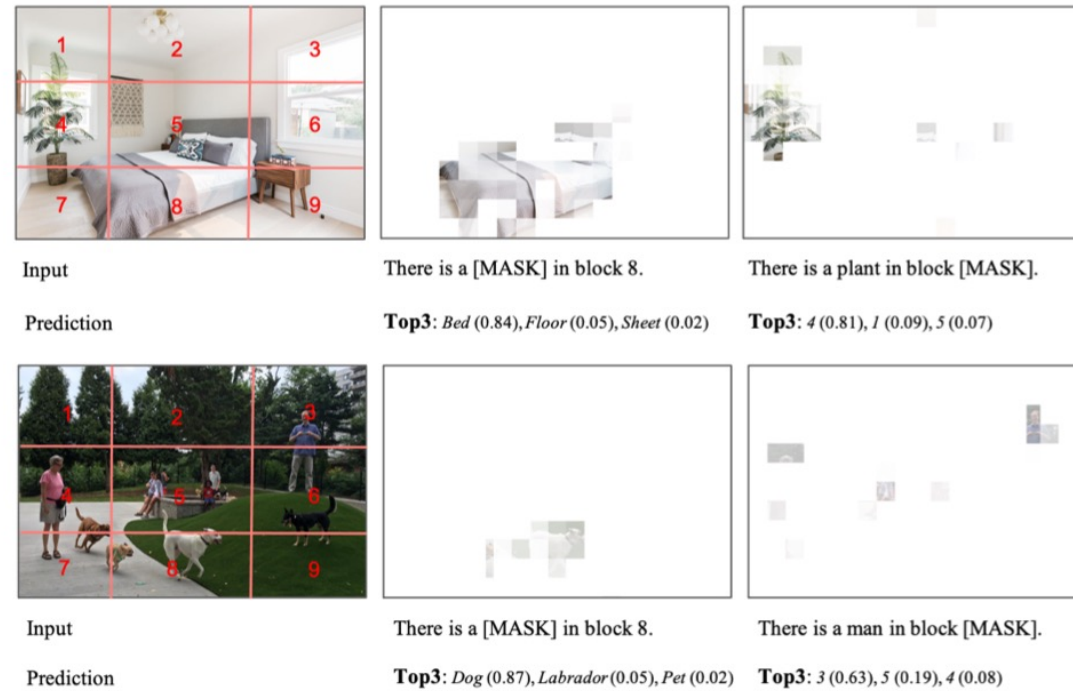 1 2 3
4 5 6
7 8 9
Input There is a [MASK] in block 8. There is a plant in block [MASK].
Prediction Top3: Bed (0.84), Floor (0.05), Sheet (0.02) Top3: 4 (0.81), 1 (0.09), 5 (0.07)
1 2 3
4 5 6
7 8 9
Input There is a [MASK] in block 8. There is a man in block [MASK].
Prediction Top3: Dog (0.87), Labrador (0.05), Pet (0.02) Top3: 3 (0.63), 5 (0.19), 4 (0.08)